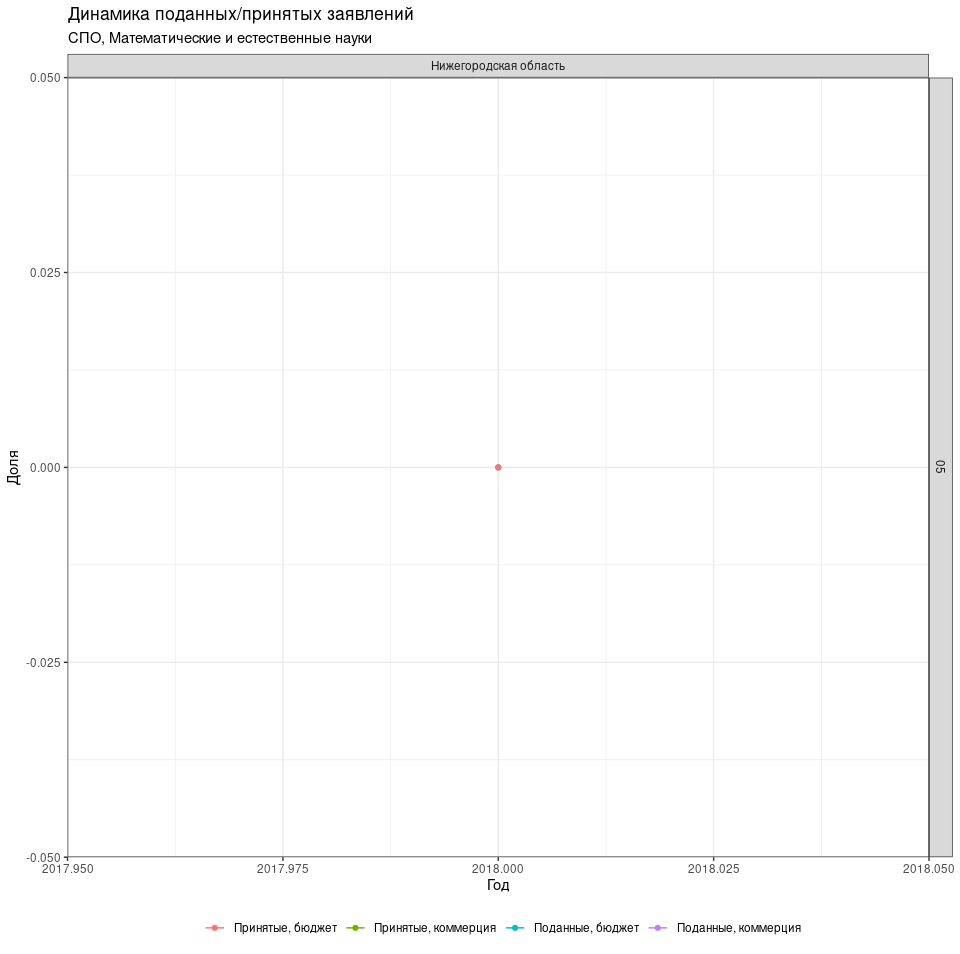 Динамика поданных/принятых заявлений
СПО, Математические и естественные науки
Нижегородская область
0.050
0.025
0.000
-0.025
-0.050
Доля
05
2017.950 2017.975 2018.000 2018.025 2018.050
Год
Принятые, бюджет Принятые, коммерция Поданные, бюджет Поданные, коммерция